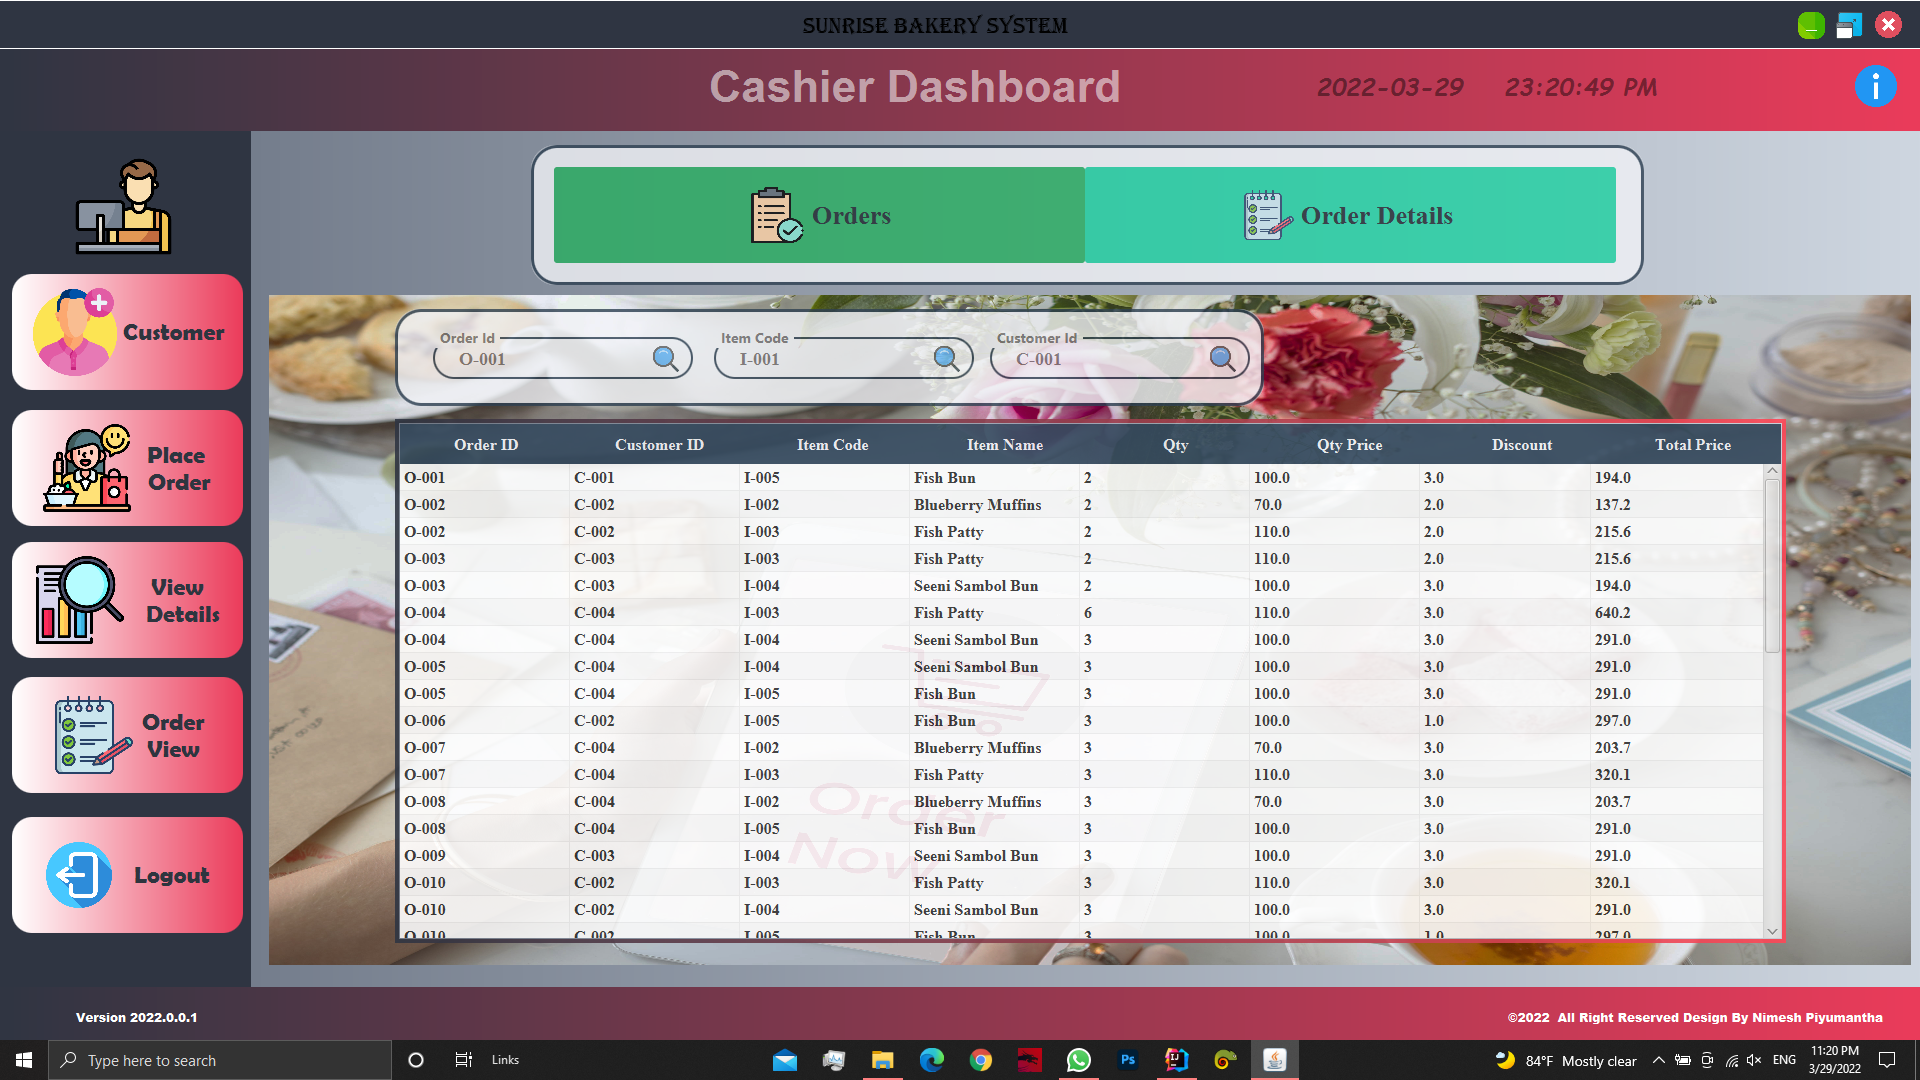 SUNRISE BAKERY SYSTEM
Cashier Dashboard
2022-03-29 23:20:49 PM
Orders
Order Details
Customer
Place
Order
View
Details
Order
View
Logout
Order Id
O-001
Item Code
I-001
Customer Id
C-001
Order ID Customer ID Item Code Item Name Qty Qty Price Discount Total Price
O-001 C-001 I-005 Fish Bun 2 100.0 3.0 194.0
O-002 C-002 I-002 Blueberry Muffins 2 70.0 2.0 137.2
O-002 C-002 I-003 Fish Patty 2 110.0 2.0 215.6
O-003 C-003 I-003 Fish Patty 2 110.0 2.0 215.6
O-003 C-003 I-004 Seeni Sambol Bun 2 100.0 3.0 194.0
O-004 C-004 I-003 Fish Patty 6 110.0 3.0 640.2
O-004 C-004 I-004 Seeni Sambol Bun 3 100.0 3.0 291.0
O-005 C-004 I-004 Seeni Sambol Bun 3 100.0 3.0 291.0
O-005 C-004 I-005 Fish Bun 3 100.0 3.0 291.0
O-006 C-002 I-005 Fish Bun 3 100.0 1.0 297.0
O-007 C-004 I-002 Blueberry Muffins 3 70.0 3.0 203.7
O-007 C-004 I-003 Fish Patty 3 110.0 3.0 320.1
O-008 C-004 I-002 Blueberry Muffins 3 70.0 3.0 203.7
O-008 C-004 I-005 Fish Bun 3 100.0 3.0 291.0
O-009 C-003 I-004 Seeni Sambol Bun 3 100.0 3.0 291.0
O-010 C-002 I-003 Fish Patty 3 110.0 3.0 320.1
O-010 C-002 I-004 Seeni Sambol Bun 3 100.0 3.0 291.0
O-010 C-002 I-005 Fish Bun 3 100.0 1.0 297.0
Order
Now
Version 2022.0.0.1
©2022 All Right Reserved Design By Nimesh Piyumantha
Type here to search
Links
Ps
84°F Mostly clear
ENG
11:20 PM
3/29/2022